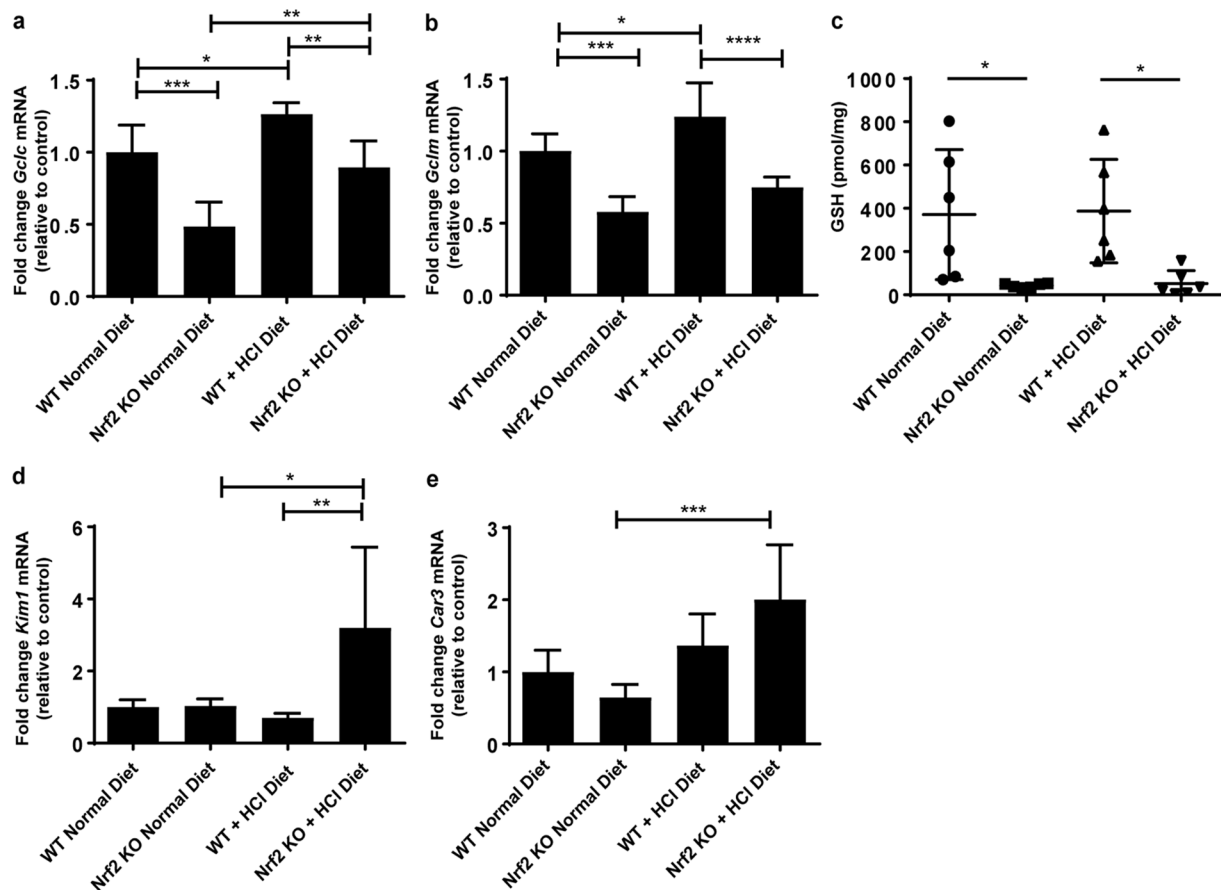 a
**
**
*
***
Fold change Gclc mRNA
(relative to control)
1.5
1.0
0.5
0.0
WT Normal Diet
Nrf2 KO Normal Diet
WT + HCl Diet
Nrf2 KO + HCl Diet
b
*
***
****
Fold change Gclm mRNA
(relative to control)
1.5
1.0
0.5
0.0
WT Normal Diet
Nrf2 KO Normal Diet
WT + HCl Diet
Nrf2 KO + HCl Diet
c
*
*
GSH (pmol/mg)
1000
800
600
400
200
0
WT Normal Diet
Nrf2 KO Normal Diet
WT + HCl Diet
Nrf2 KO + HCl Diet
d
*
**
Fold change Kim1 mRNA
(relative to control)
6
4
2
0
WT Normal Diet
Nrf2 KO Normal Diet
WT + HCl Diet
Nrf2 KO + HCl Diet
e
***
Fold change Car3 mRNA
(relative to control)
3
2
1
0
WT Normal Diet
Nrf2 KO Normal Diet
WT + HCl Diet
Nrf2 KO + HCl Diet